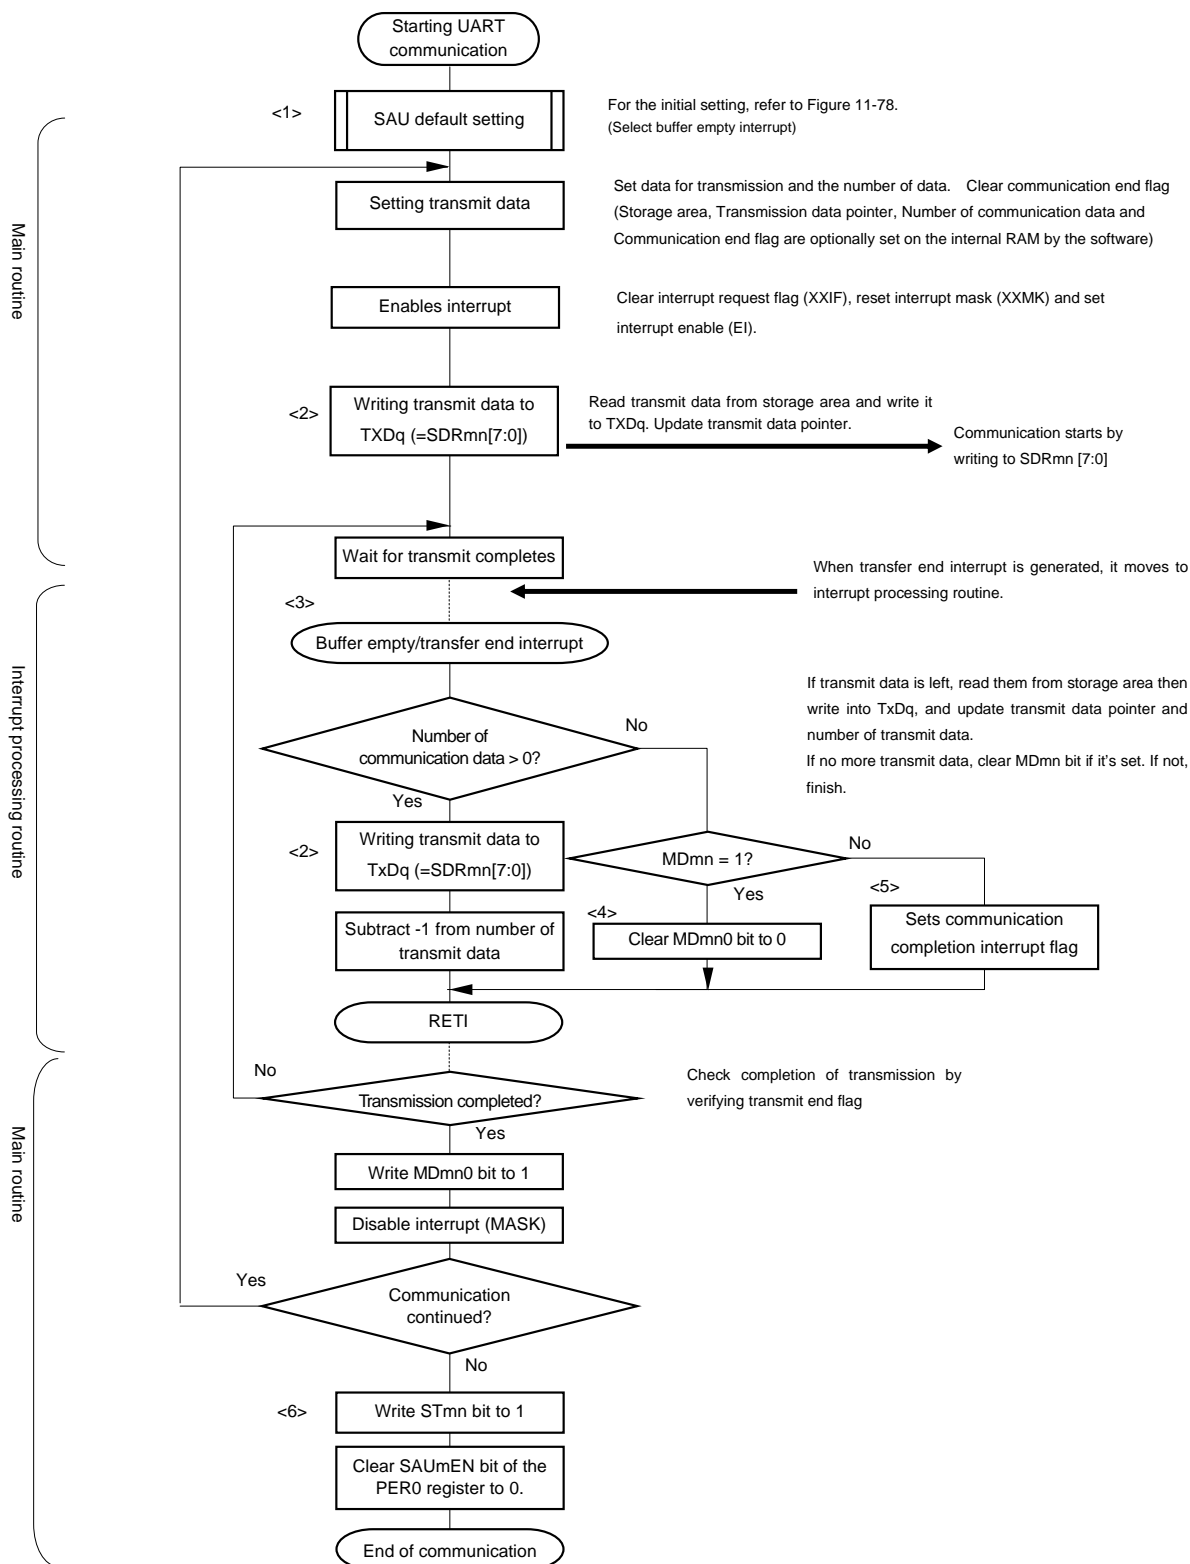 Starting UART
communication
<1>
SAU default setting
For the initial setting, refer to Figure 11-78.
(Select buffer empty interrupt)
Main routine
Setting transmit data
Set data for transmission and the number of data. Clear communication end flag
(Storage area, Transmission data pointer, Number of communication data and
Communication end flag are optionally set on the internal RAM by the software)
Enables interrupt
Clear interrupt request flag (XXIF), reset interrupt mask (XXMK) and set
interrupt enable (EI).
<2>
Writing transmit data to
TXDq (=SDRmn[7:0])
Read transmit data from storage area and write it
to TXDq. Update transmit data pointer.
Communication starts by
writing to SDRmn [7:0]
Wait for transmit completes
When transfer end interrupt is generated, it moves to
interrupt processing routine.
<3>
Buffer empty/transfer end interrupt
Interrupt processing routine
If transmit data is left, read them from storage area then
write into TxDq, and update transmit data pointer and
number of transmit data.
If no more transmit data, clear MDmn bit if it's set. If not,
finish.
Number of
communication data > 0?
No
Yes
<2>
Writing transmit data to
TxDq (=SDRmn[7:0])
MDmn = 1?
No
Yes
<4>
Clear MDmn0 bit to 0
<5>
Sets communication
completion interrupt flag
Subtract -1 from number of
transmit data
RETI
No
Transmission completed?
Yes
Check completion of transmission by
verifying transmit end flag
Main routine
Write MDmn0 bit to 1
Disable interrupt (MASK)
Yes
Communication
continued?
No
<6>
Write STmn bit to 1
Clear SAUmEN bit of the
PER0 register to 0.
End of communication